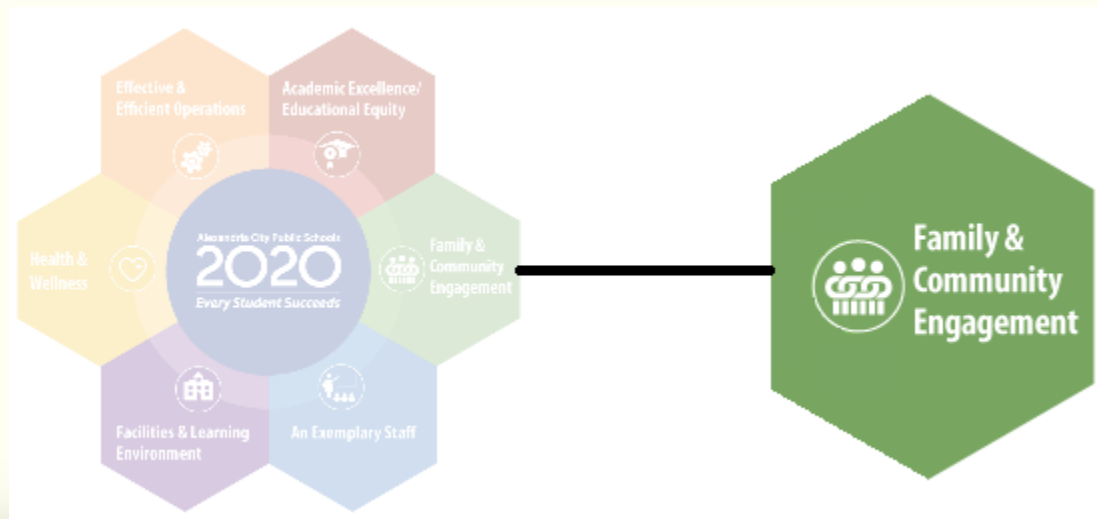 Effective &
Efficient Operations
Academic Excellence/
Educational Equity
Health &
Wellness
Alexandria City Public Schools
2020
Every Student Succeeds
Family &
Community
Engagement
Facilities & Learning
Environment
An Exemplary Staff
Family &
Community
Engagement